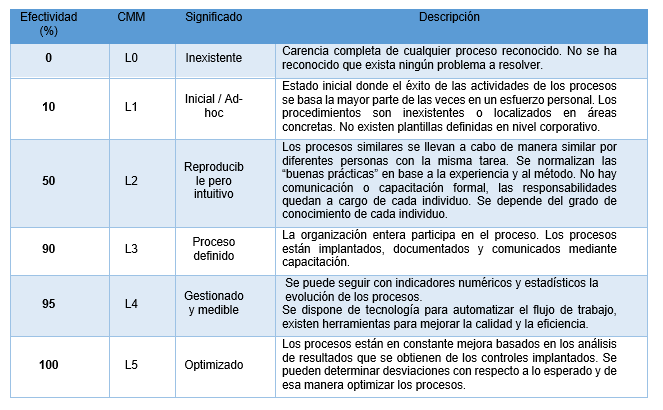 Efectividad (%) CMM Significado Descripción
0 L0 Inexistente Carencia completa de cualquier proceso reconocido. No se ha
reconocido que exista ningún problema a resolver.
10 L1 Inicial / Ad-
hoc
Estado inicial donde el éxito de las actividades de los procesos
se basa la mayor parte de las veces en un esfuerzo personal. Los
procedimientos son inexistentes o localizados en áreas
concretas. No existen plantillas definidas en nivel corporativo.
50 L2 Reproducib
le pero
intuitivo
Los procesos similares se llevan a cabo de manera similar por
diferentes personas con la misma tarea. Se normalizan las
“buenas prácticas” en base a la experiencia y al método. No hay
comunicación o capacitación formal, las responsabilidades
quedan a cargo de cada individuo. Se depende del grado de
conocimiento de cada individuo.
90 L3 Proceso
definido
La organización entera participa en el proceso. Los procesos
están implantados, documentados y comunicados mediante
capacitación.
95 L4 Gestionado
y medible
Se puede seguir con indicadores numéricos y estadísticos la
evolución de los procesos.
Se dispone de tecnología para automatizar el flujo de trabajo,
existen herramientas para mejorar la calidad y la eficiencia.
100 L5 Optimizado
Los procesos están en constante mejora basados en los análisis
de resultados que se obtienen de los controles implantados. Se
pueden determinar desviaciones con respecto a lo esperado y de
esa manera optimizar los procesos.